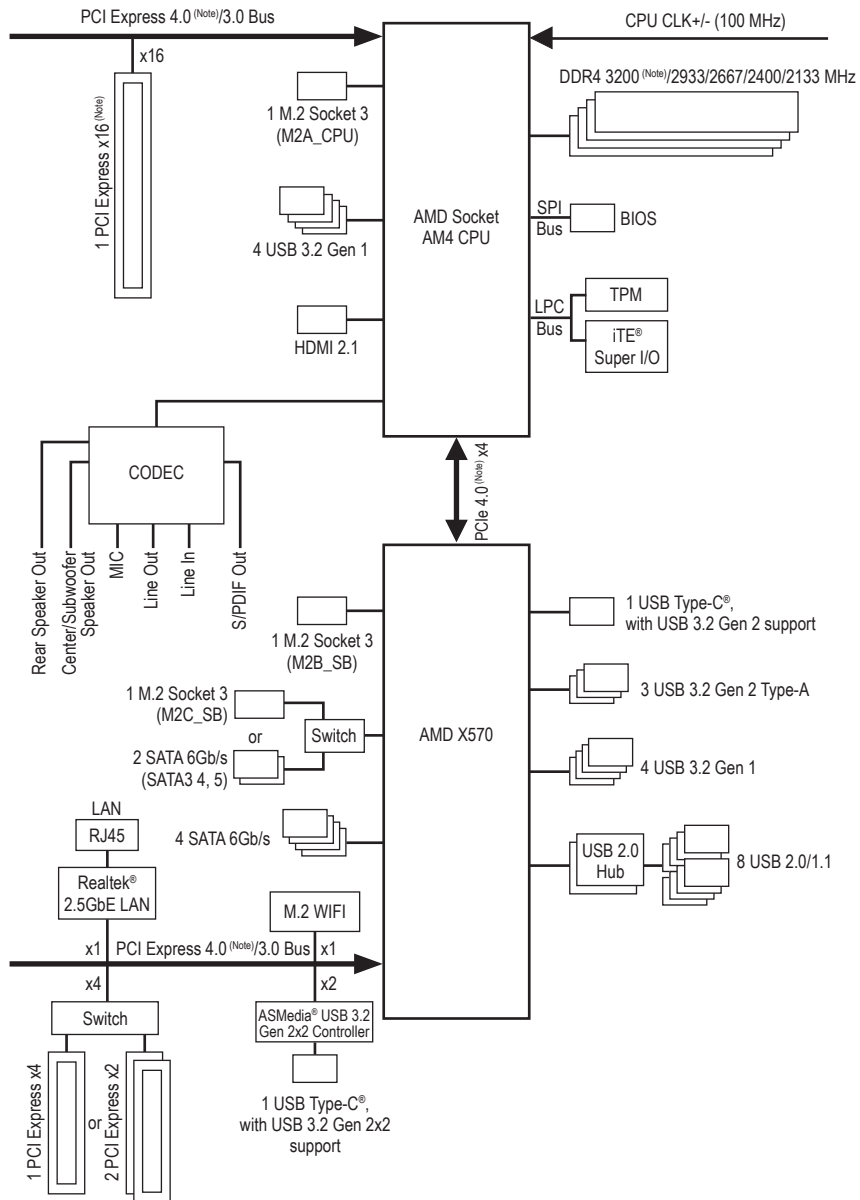 PCI Express 4.0 (Note)/3.0 Bus
x16
1 PCI Express x16 (Note)
CPU CLK+/- (100 MHz)
DDR4 3200 (Note)/2933/2667/2400/2133 MHz
1 M.2 Socket 3
(M2A_CPU)
4 USB 3.2 Gen 1
HDMI 2.1
AMD Socket
AM4 CPU
SPI
Bus
BIOS
LPC
Bus
TPM
iTE®
Super I/O
CODEC
Rear Speaker Out
Center/Subwoofer
Speaker Out
MIC
Line Out
Line In
S/PDIF Out
PCIe 4.0 (Note) x4
1 M.2 Socket 3
(M2B_SB)
1 M.2 Socket 3
(M2C_SB)
or
2 SATA 6Gb/s
(SATA3 4, 5)
Switch
4 SATA 6Gb/s
AMD X570
1 USB Type-C®,
with USB 3.2 Gen 2 support
3 USB 3.2 Gen 2 Type-A
4 USB 3.2 Gen 1
USB 2.0
Hub
8 USB 2.0/1.1
LAN
RJ45
Realtek®
2.5GbE LAN
M.2 WIFI
x1
PCI Express 4.0 (Note)/3.0 Bus
x1
x4
x2
Switch
1 PCI Express x4
or
2 PCI Express x2
ASMedia® USB 3.2
Gen 2x2 Controller
1 USB Type-C®,
with USB 3.2 Gen 2x2
support